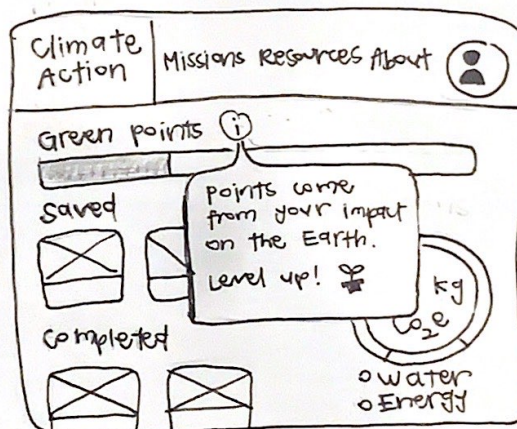 Climate
Action
Missions Resources About
Green points i
Saved
points come
from your impact
on the Earth.
Level up!
kg
CO2e
Completed
Water
Energy